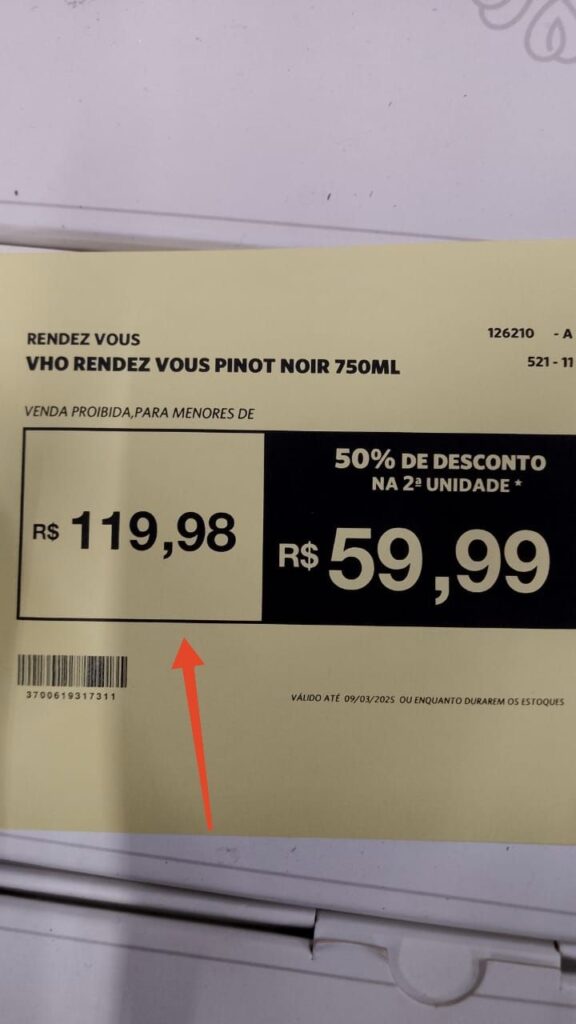 RENDEZ VOUS
VHO RENDEZ VOUS PINOT NOIR 750ML
126210 - A
521 - 11
VENDA PROIBIDA,PARA MENORES DE
R$ 119,98
50% DE DESCONTO
NA 2ª UNIDADE *
R$ 59,99
3700619317311
VÁLIDO ATÉ 09/03/2025 OU ENQUANTO DURAREM OS ESTOQUES